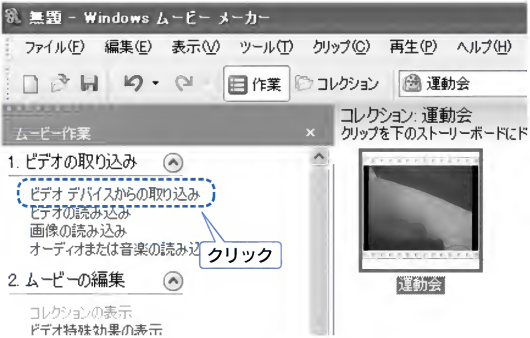 無題 - Windows ムービー メーカー
ファイル(F) 編集(E) 表示(V) ツール(T) クリップ(C) 再生(P) ヘルプ(H)
作業 コレクション 運動会
ムービー作業 ×
コレクション: 運動会
クリップを下のストーリーボードにド
1. ビデオの取り込み
ビデオ デバイスからの取り込み
ビデオの読み込み
画像の読み込み
オーディオまたは音楽の読み込
クリック
運動会
2. ムービーの編集
コレクションの表示
ビデオ特殊効果の表示